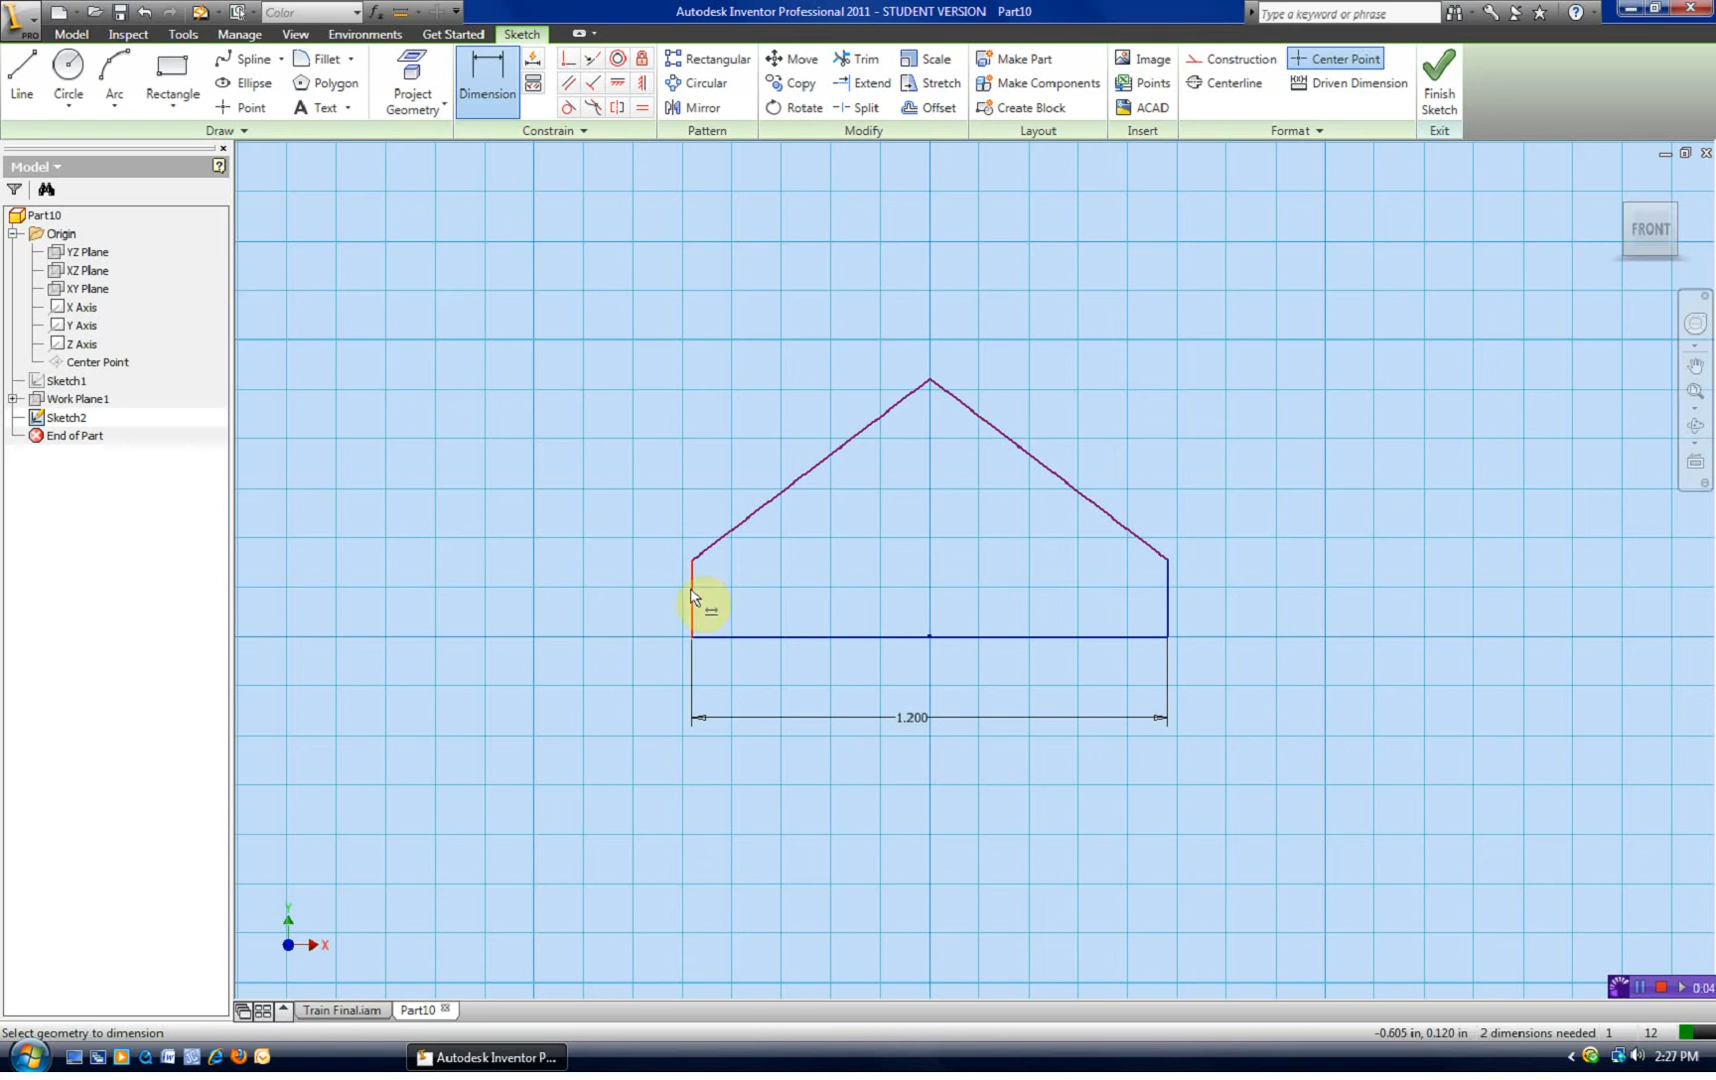 Color
Autodesk Inventor Professional 2011 - STUDENT VERSION Part10
Type a keyword or phrase
PRO
Model Inspect Tools Manage View Environments Get Started Sketch
Line Circle Arc Rectangle
Spline Fillet
Ellipse Polygon
Point Text
Project Geometry
Dimension
Rectangular
Circular
Mirror
Move Trim Scale
Copy Extend Stretch
Rotate Split Offset
Make Part
Make Components
Create Block
Image
Points
ACAD
Construction Center Point
Centerline Driven Dimension
Finish Sketch
Draw Constrain Pattern Modify Layout Insert Format Exit
Model
Part10
Origin
YZ Plane
XZ Plane
XY Plane
X Axis
Y Axis
Z Axis
Center Point
Sketch1
Work Plane1
Sketch2
End of Part
FRONT
1.200
Y
X
Train Final.iam Part10
0:04
Select geometry to dimension
-0.605 in, 0.120 in 2 dimensions needed 1 12
Autodesk Inventor P...
2:27 PM